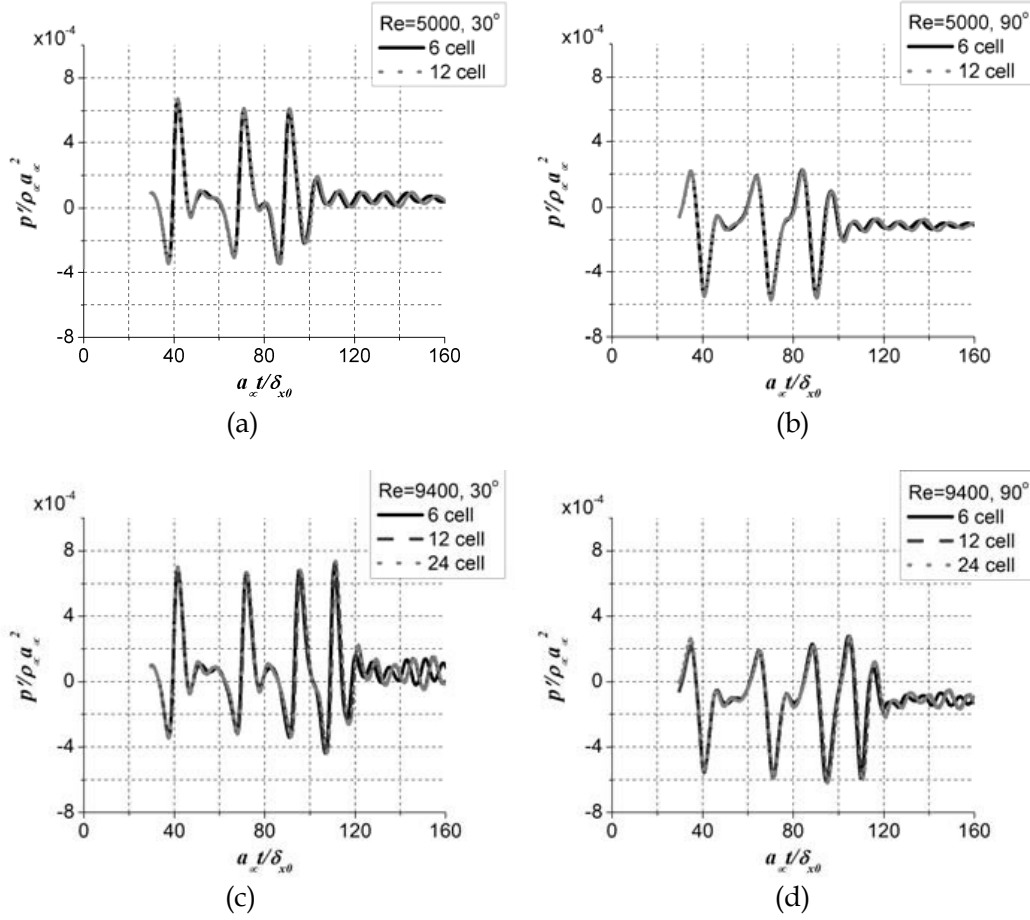 x10⁻⁴
Re=5000, 30°
6 cell
12 cell
8
4
0
-4
-8
p'/ρ∝a∝²
0 40 80 120 160
a∝t/δx0
(a)
x10⁻⁴
Re=5000, 90°
6 cell
12 cell
8
4
0
-4
-8
p'/ρ∝a∝²
0 40 80 120 160
a∝t/δx0
(b)
x10⁻⁴
Re=9400, 30°
6 cell
12 cell
24 cell
8
4
0
-4
-8
p'/ρ∝a∝²
0 40 80 120 160
a∝t/δx0
(c)
x10⁻⁴
Re=9400, 90°
6 cell
12 cell
24 cell
8
4
0
-4
-8
p'/ρ∝a∝²
0 40 80 120 160
a∝t/δx0
(d)